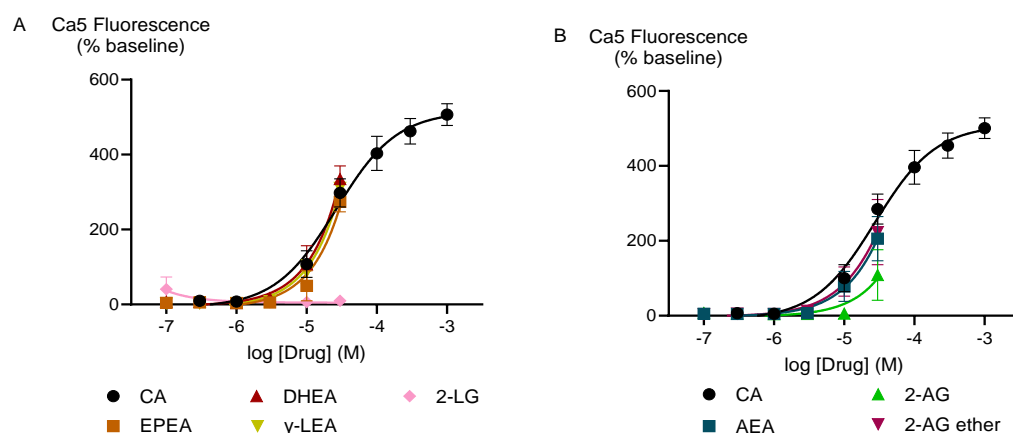 A
Ca5 Fluorescence
(% baseline)
600
400
200
0
-7 -6 -5 -4 -3
log [Drug] (M)
CA DHEA 2-LG
EPEA γ-LEA
B
Ca5 Fluorescence
(% baseline)
600
400
200
0
-7 -6 -5 -4 -3
log [Drug] (M)
CA 2-AG
AEA 2-AG ether